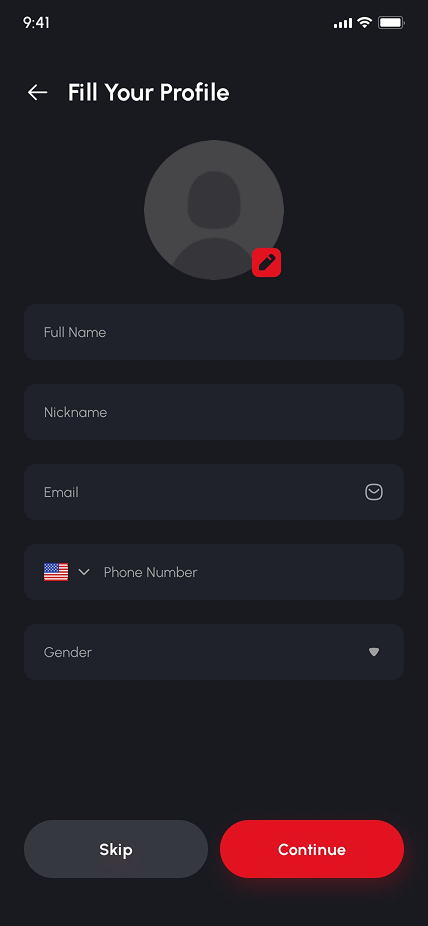 9:41
Fill Your Profile
Full Name
Nickname
Email
Phone Number
Gender
Skip
Continue